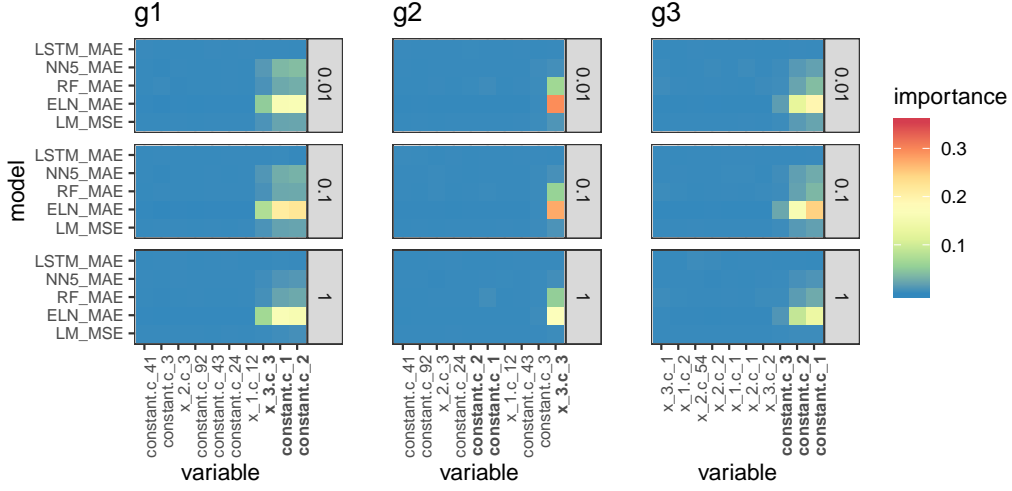 g1
g2
g3
LSTM_MAE
NN5_MAE
RF_MAE
ELN_MAE
LM_MSE
0.01
0.01
0.01
LSTM_MAE
NN5_MAE
RF_MAE
ELN_MAE
LM_MSE
0.1
0.1
0.1
LSTM_MAE
NN5_MAE
RF_MAE
ELN_MAE
LM_MSE
1
1
1
model
constant.c_41
constant.c_3
x_2.c_3
constant.c_92
constant.c_43
constant.c_24
x_1.c_12
x_3.c_3
constant.c_1
constant.c_2
variable
constant.c_41
constant.c_92
x_2.c_3
constant.c_24
constant.c_2
constant.c_1
x_1.c_12
constant.c_43
constant.c_3
x_3.c_3
variable
x_3.c_1
x_1.c_2
x_2.c_54
x_2.c_2
x_1.c_1
x_2.c_1
x_3.c_2
constant.c_3
constant.c_2
constant.c_1
variable
importance
0.3
0.2
0.1